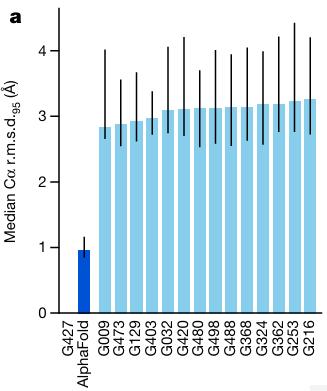 a
Median Cα r.m.s.d.95 (Å)
4
3
2
1
0
G427
AlphaFold
G009
G473
G129
G403
G032
G420
G480
G498
G488
G368
G324
G362
G253
G216